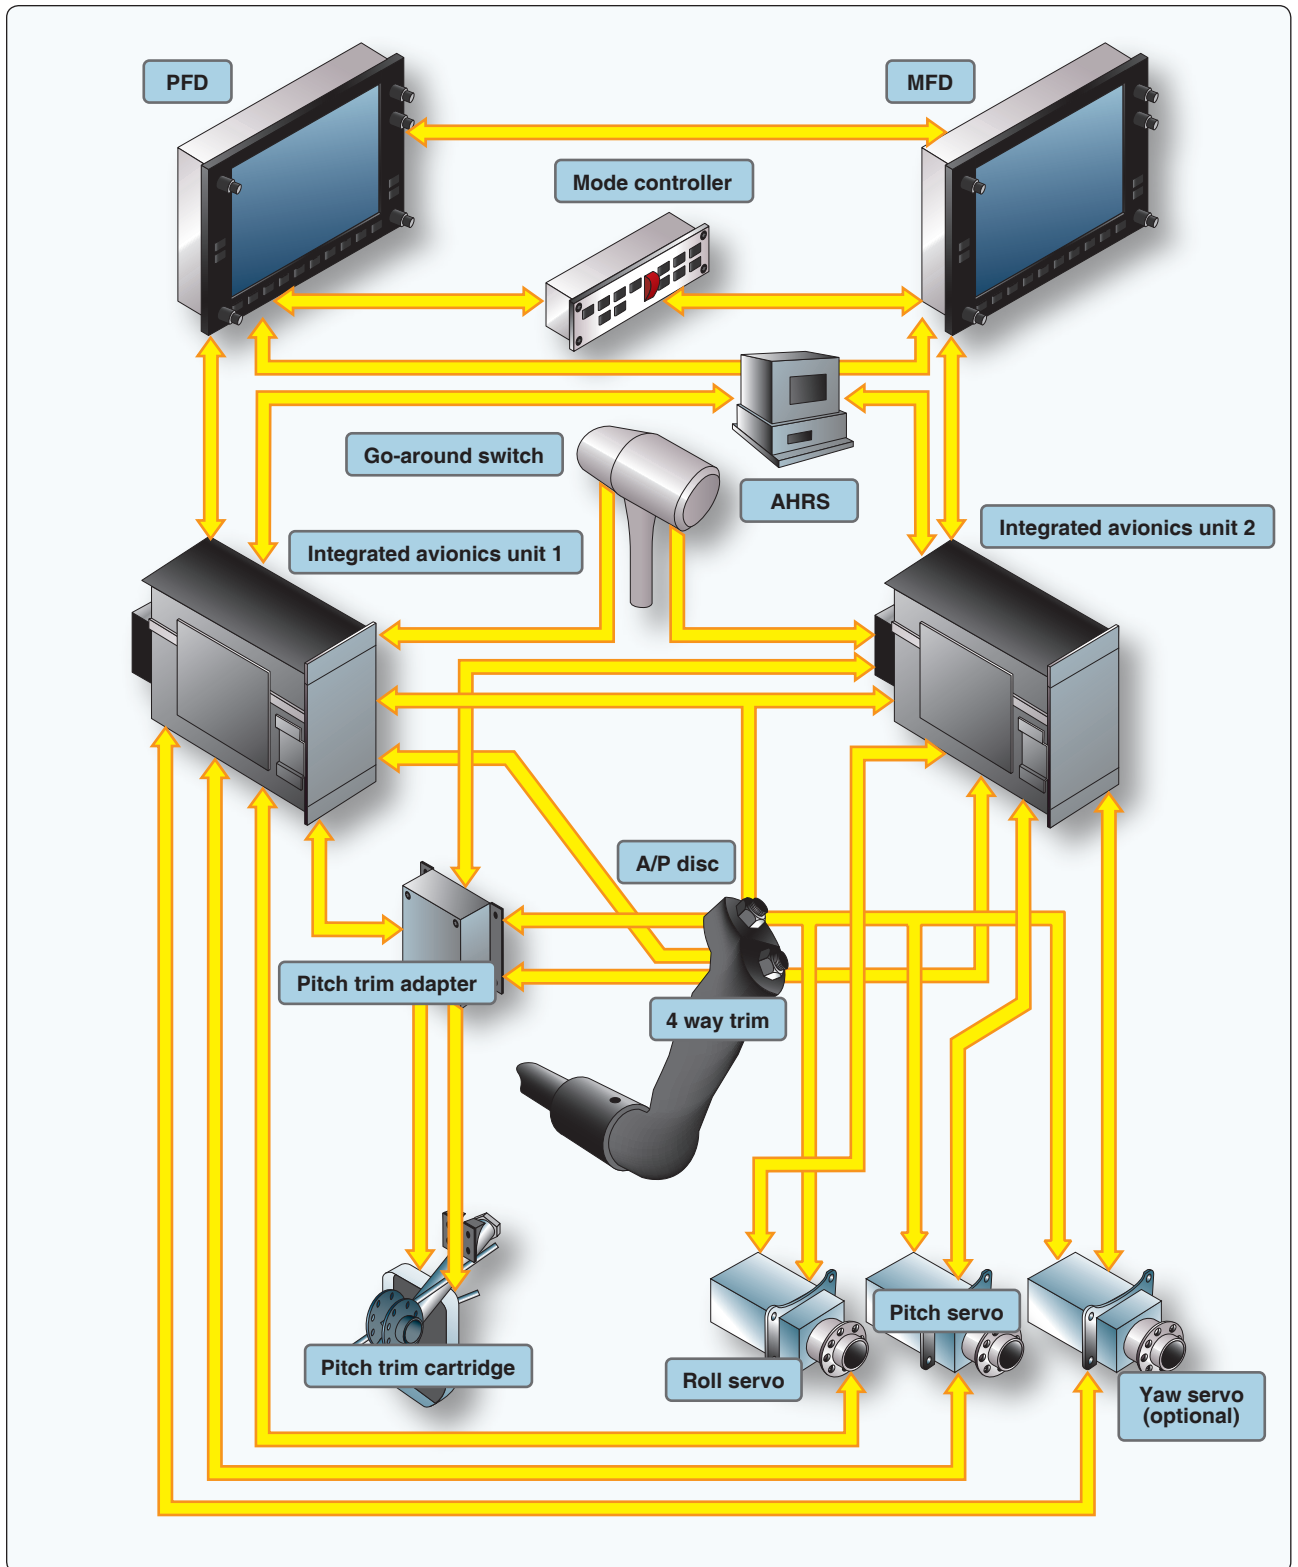 PFD
MFD
Mode controller
Go-around switch
AHRS
Integrated avionics unit 1
Integrated avionics unit 2
A/P disc
Pitch trim adapter
4 way trim
Pitch servo
Pitch trim cartridge
Roll servo
Yaw servo
(optional)